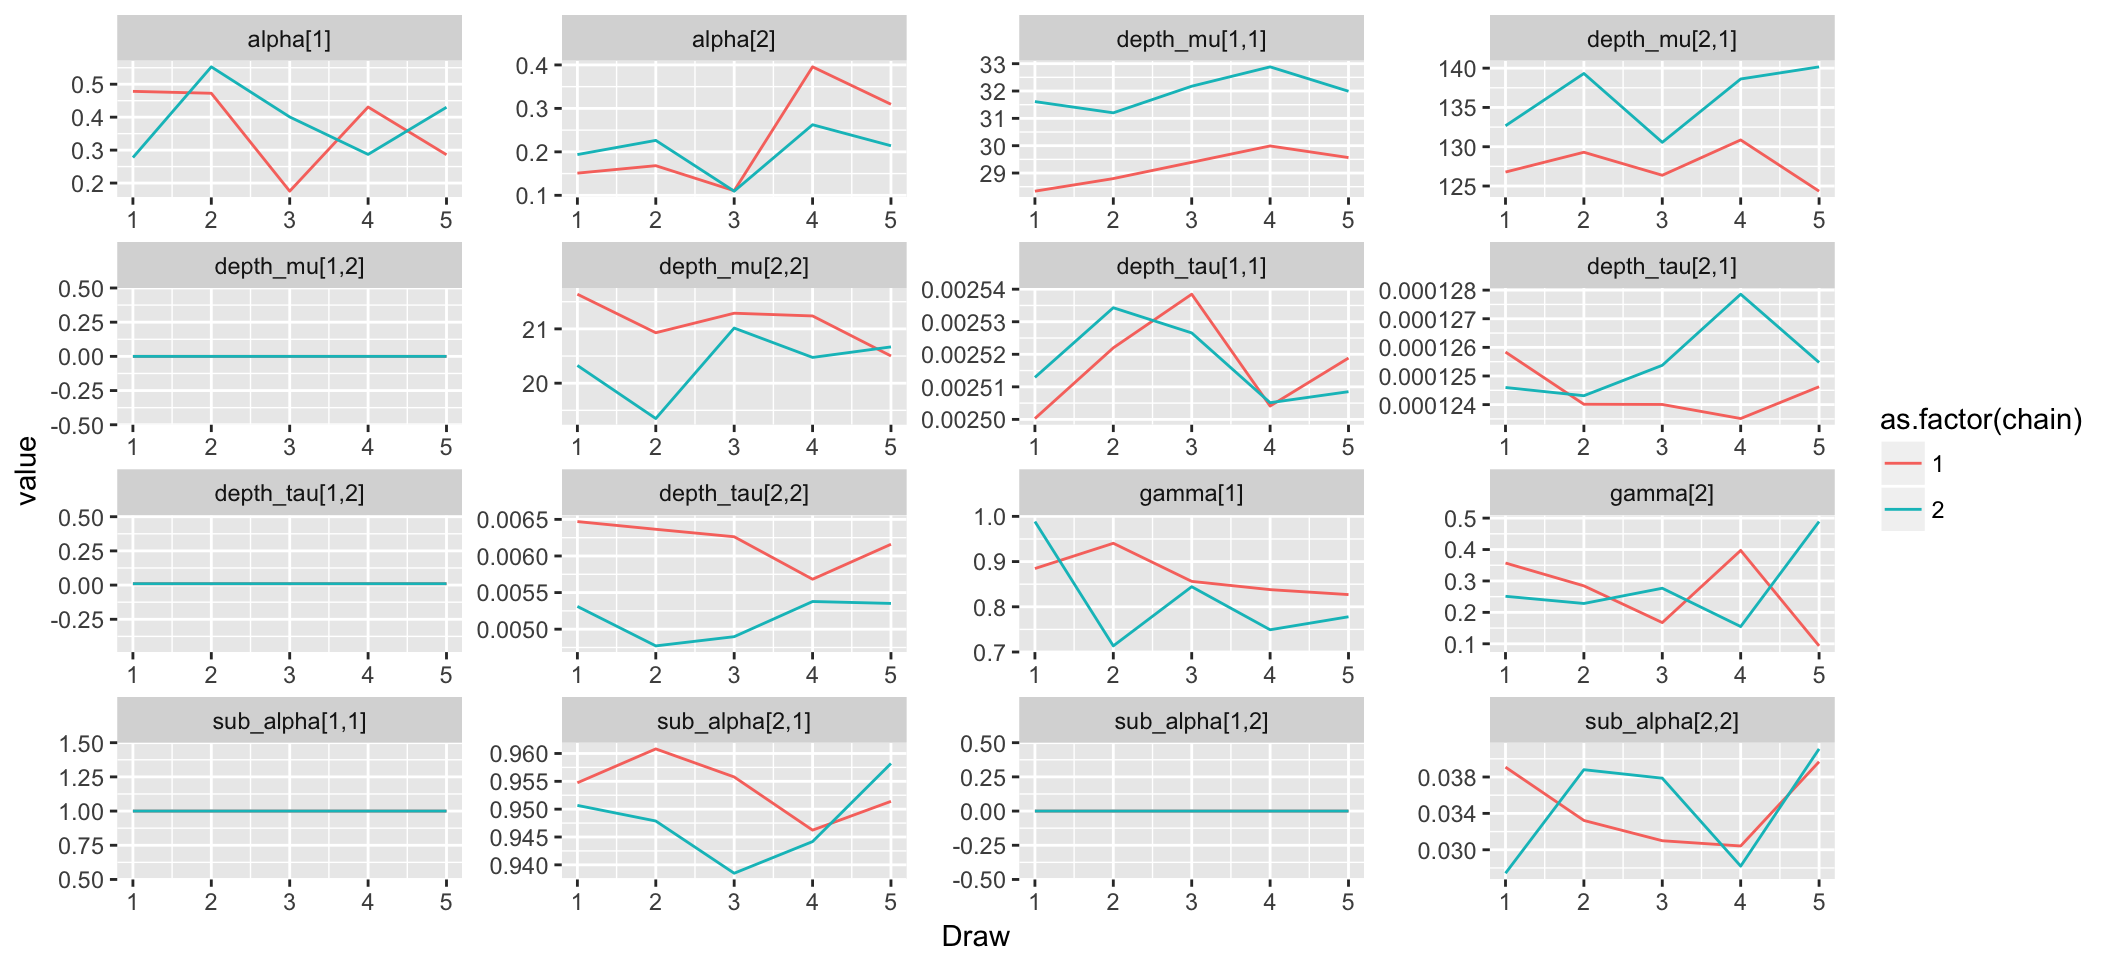 alpha[1] alpha[2] depth_mu[1,1] depth_mu[2,1]
0.5 0.4 0.3 0.2
0.4 0.3 0.2 0.1
33 32 31 30 29
140 135 130 125
1 2 3 4 5 1 2 3 4 5 1 2 3 4 5 1 2 3 4 5
depth_mu[1,2] depth_mu[2,2] depth_tau[1,1] depth_tau[2,1]
0.50 0.25 0.00 -0.25 -0.50
21 20
0.00254 0.00253 0.00252 0.00251 0.00250
0.000128 0.000127 0.000126 0.000125 0.000124
1 2 3 4 5 1 2 3 4 5 1 2 3 4 5 1 2 3 4 5
depth_tau[1,2] depth_tau[2,2] gamma[1] gamma[2]
0.50 0.25 0.00 -0.25
0.0065 0.0060 0.0055 0.0050
1.0 0.9 0.8 0.7
0.5 0.4 0.3 0.2 0.1
1 2 3 4 5 1 2 3 4 5 1 2 3 4 5 1 2 3 4 5
sub_alpha[1,1] sub_alpha[2,1] sub_alpha[1,2] sub_alpha[2,2]
1.50 1.25 1.00 0.75 0.50
0.960 0.955 0.950 0.945 0.940
0.50 0.25 0.00 -0.25 -0.50
0.038 0.034 0.030
1 2 3 4 5 1 2 3 4 5 1 2 3 4 5 1 2 3 4 5
value
Draw
as.factor(chain)
1
2